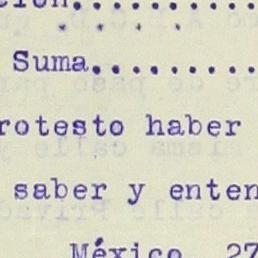 Suma..........
rotesto haber
saber y enten
México, 27